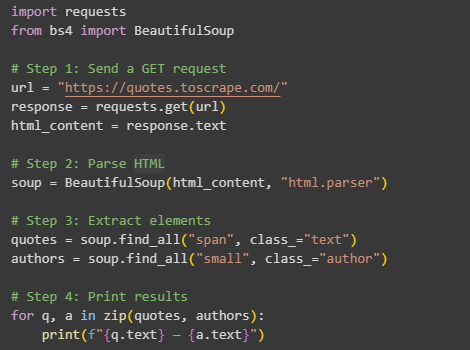 import requests
from bs4 import BeautifulSoup

# Step 1: Send a GET request
url = "https://quotes.toscrape.com/"
response = requests.get(url)
html_content = response.text

# Step 2: Parse HTML
soup = BeautifulSoup(html_content, "html.parser")

# Step 3: Extract elements
quotes = soup.find_all("span", class_="text")
authors = soup.find_all("small", class_="author")

# Step 4: Print results
for q, a in zip(quotes, authors):
    print(f"{q.text} — {a.text}")